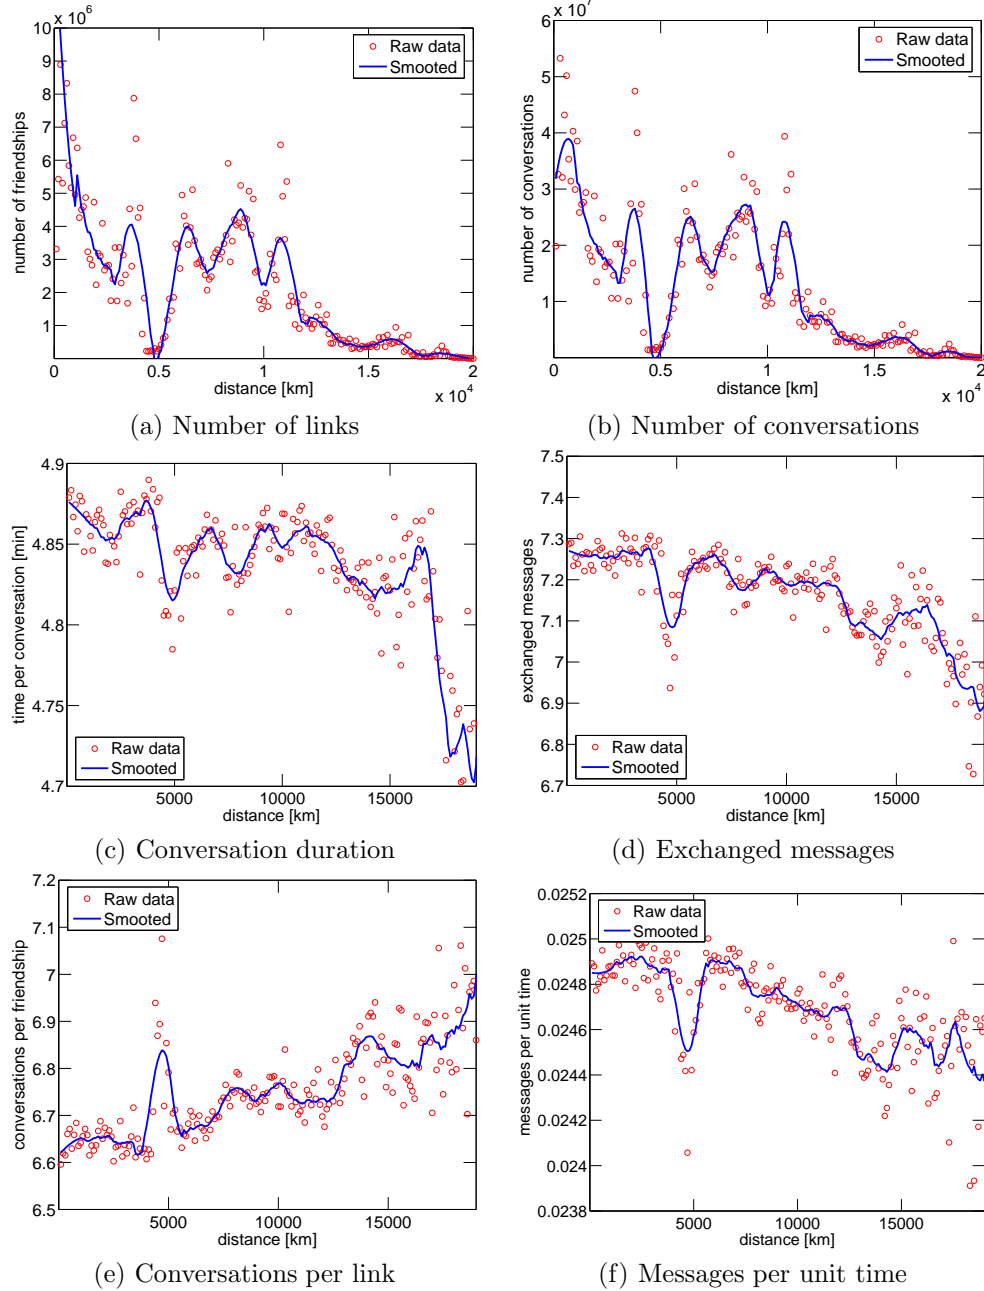 x 10^6
10
9
8
7
6
5
4
3
2
1
0
0.5
1
1.5
2
x 10^4
number of friendships
distance [km]
Raw data
Smooted
(a) Number of links
x 10^7
6
5
4
3
2
1
0
0.5
1
1.5
2
x 10^4
number of conversations
distance [km]
Raw data
Smooted
(b) Number of conversations
4.9
4.85
4.8
4.75
4.7
5000
10000
15000
time per conversation [min]
distance [km]
Raw data
Smooted
(c) Conversation duration
7.5
7.4
7.3
7.2
7.1
7
6.9
6.8
6.7
5000
10000
15000
exchanged messages
distance [km]
Raw data
Smooted
(d) Exchanged messages
7.2
7.1
7
6.9
6.8
6.7
6.6
6.5
5000
10000
15000
conversations per friendship
distance [km]
Raw data
Smooted
(e) Conversations per link
0.0252
0.025
0.0248
0.0246
0.0244
0.0242
0.024
0.0238
5000
10000
15000
messages per unit time
distance [km]
Raw data
Smooted
(f) Messages per unit time